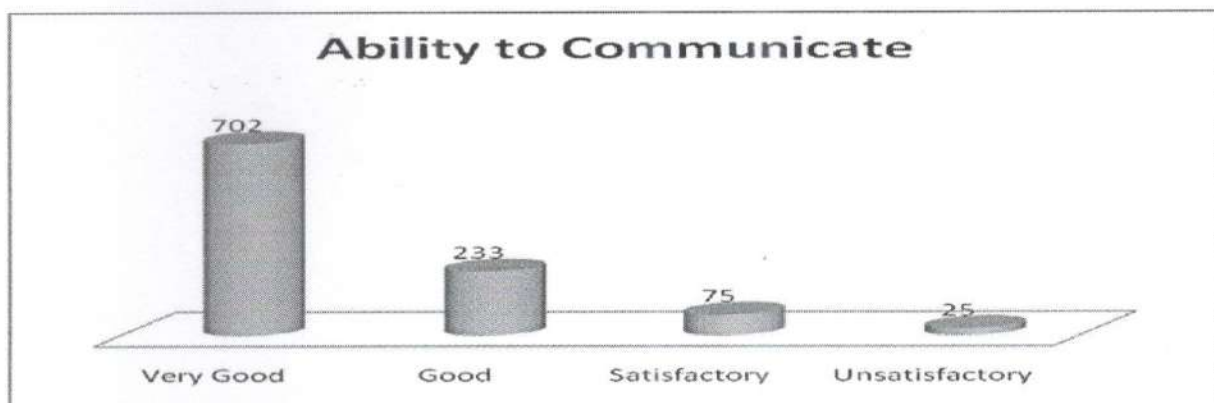 Ability to Communicate
702
233
75
25
Very Good Good Satisfactory Unsatisfactory